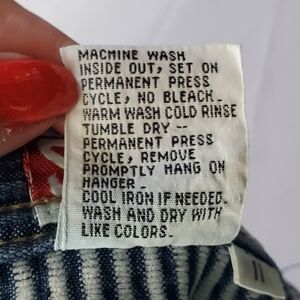 MACHINE WASH
INSIDE OUT, SET ON
PERMANENT PRESS
CYCLE, NO BLEACH-
WARM WASH COLD RINSE
TUMBLE DRY --
PERMANENT PRESS
CYCLE, REMOVE
PROMPTLY HANG ON
HANGER-
COOL IRON IF NEEDED.
WASH AND DRY WITH
LIKE COLORS-
11